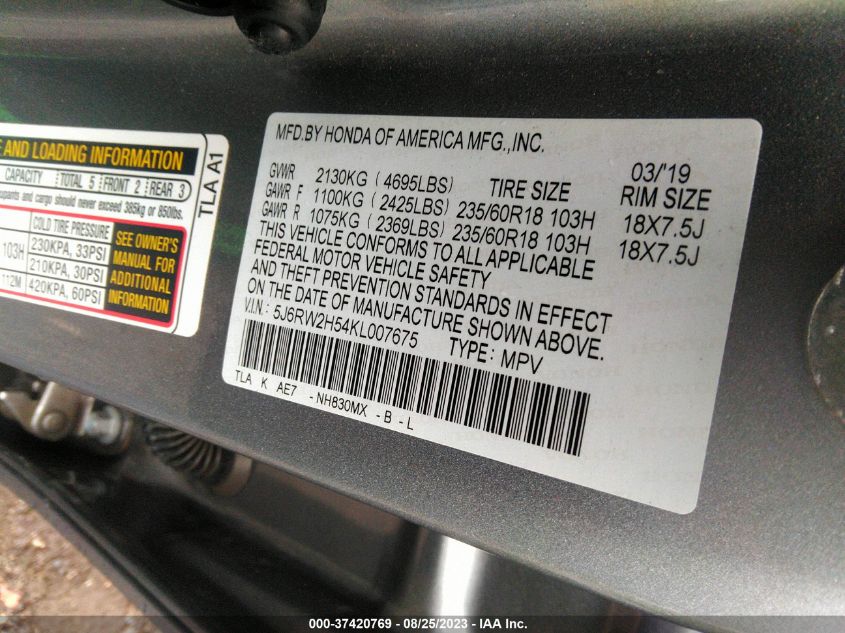 E AND LOADING INFORMATION
CAPACITY TOTAL 5 FRONT 2 REAR 3
upants and cargo should never exceed 385kg or 850lbs.
COLD TIRE PRESSURE
103H 230KPA, 33PSI
210KPA, 30PSI
112M 420KPA, 60PSI
SEE OWNER'S
MANUAL FOR
ADDITIONAL
INFORMATION
TLA A1
MFD.BY HONDA OF AMERICA MFG.,INC.
03/'19
GVWR 2130KG (4695LBS) TIRE SIZE RIM SIZE
GAWR F 1100KG (2425LBS) 235/60R18 103H 18X7.5J
GAWR R 1075KG (2369LBS) 235/60R18 103H 18X7.5J
THIS VEHICLE CONFORMS TO ALL APPLICABLE
FEDERAL MOTOR VEHICLE SAFETY
AND THEFT PREVENTION STANDARDS IN EFFECT
ON THE DATE OF MANUFACTURE SHOWN ABOVE.
V.I.N.: 5J6RW2H54KL007675 TYPE: MPV
TLA K AE7 -NH830MX -B-L
000-37420769 - 08/25/2023 - IAA Inc.